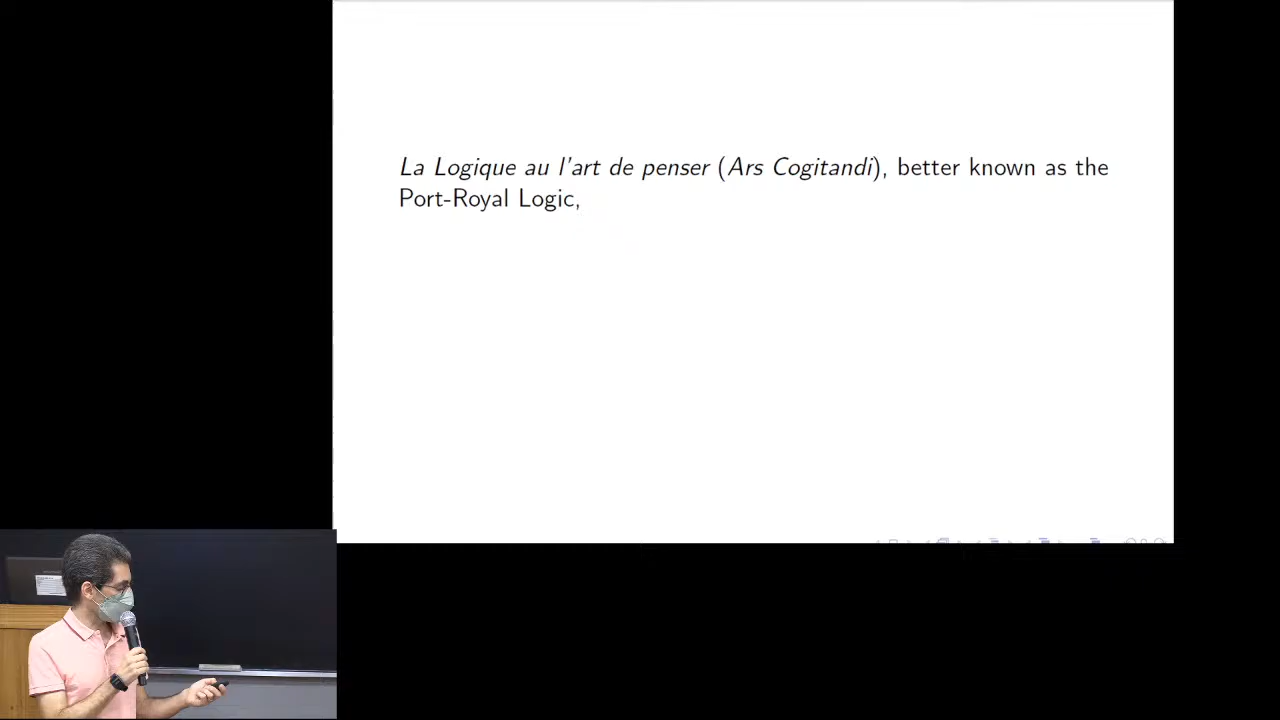 La Logique au l'art de penser (Ars Cogitandi), better known as the
Port-Royal Logic,